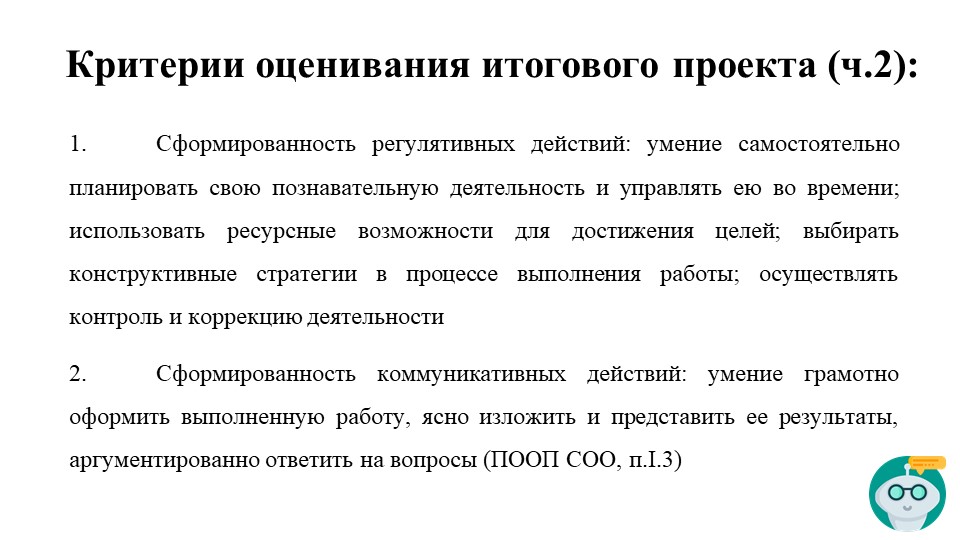 Критерии оценивания итогового проекта (ч.2):
1. Сформированность регулятивных действий: умение самостоятельно
планировать свою познавательную деятельность и управлять ею во времени;
использовать ресурсные возможности для достижения целей; выбирать
конструктивные стратегии в процессе выполнения работы; осуществлять
контроль и коррекцию деятельности
2. Сформированность коммуникативных действий: умение грамотно
оформить выполненную работу, ясно изложить и представить ее результаты,
аргументированно ответить на вопросы (ПООП СОО, п.I.3)